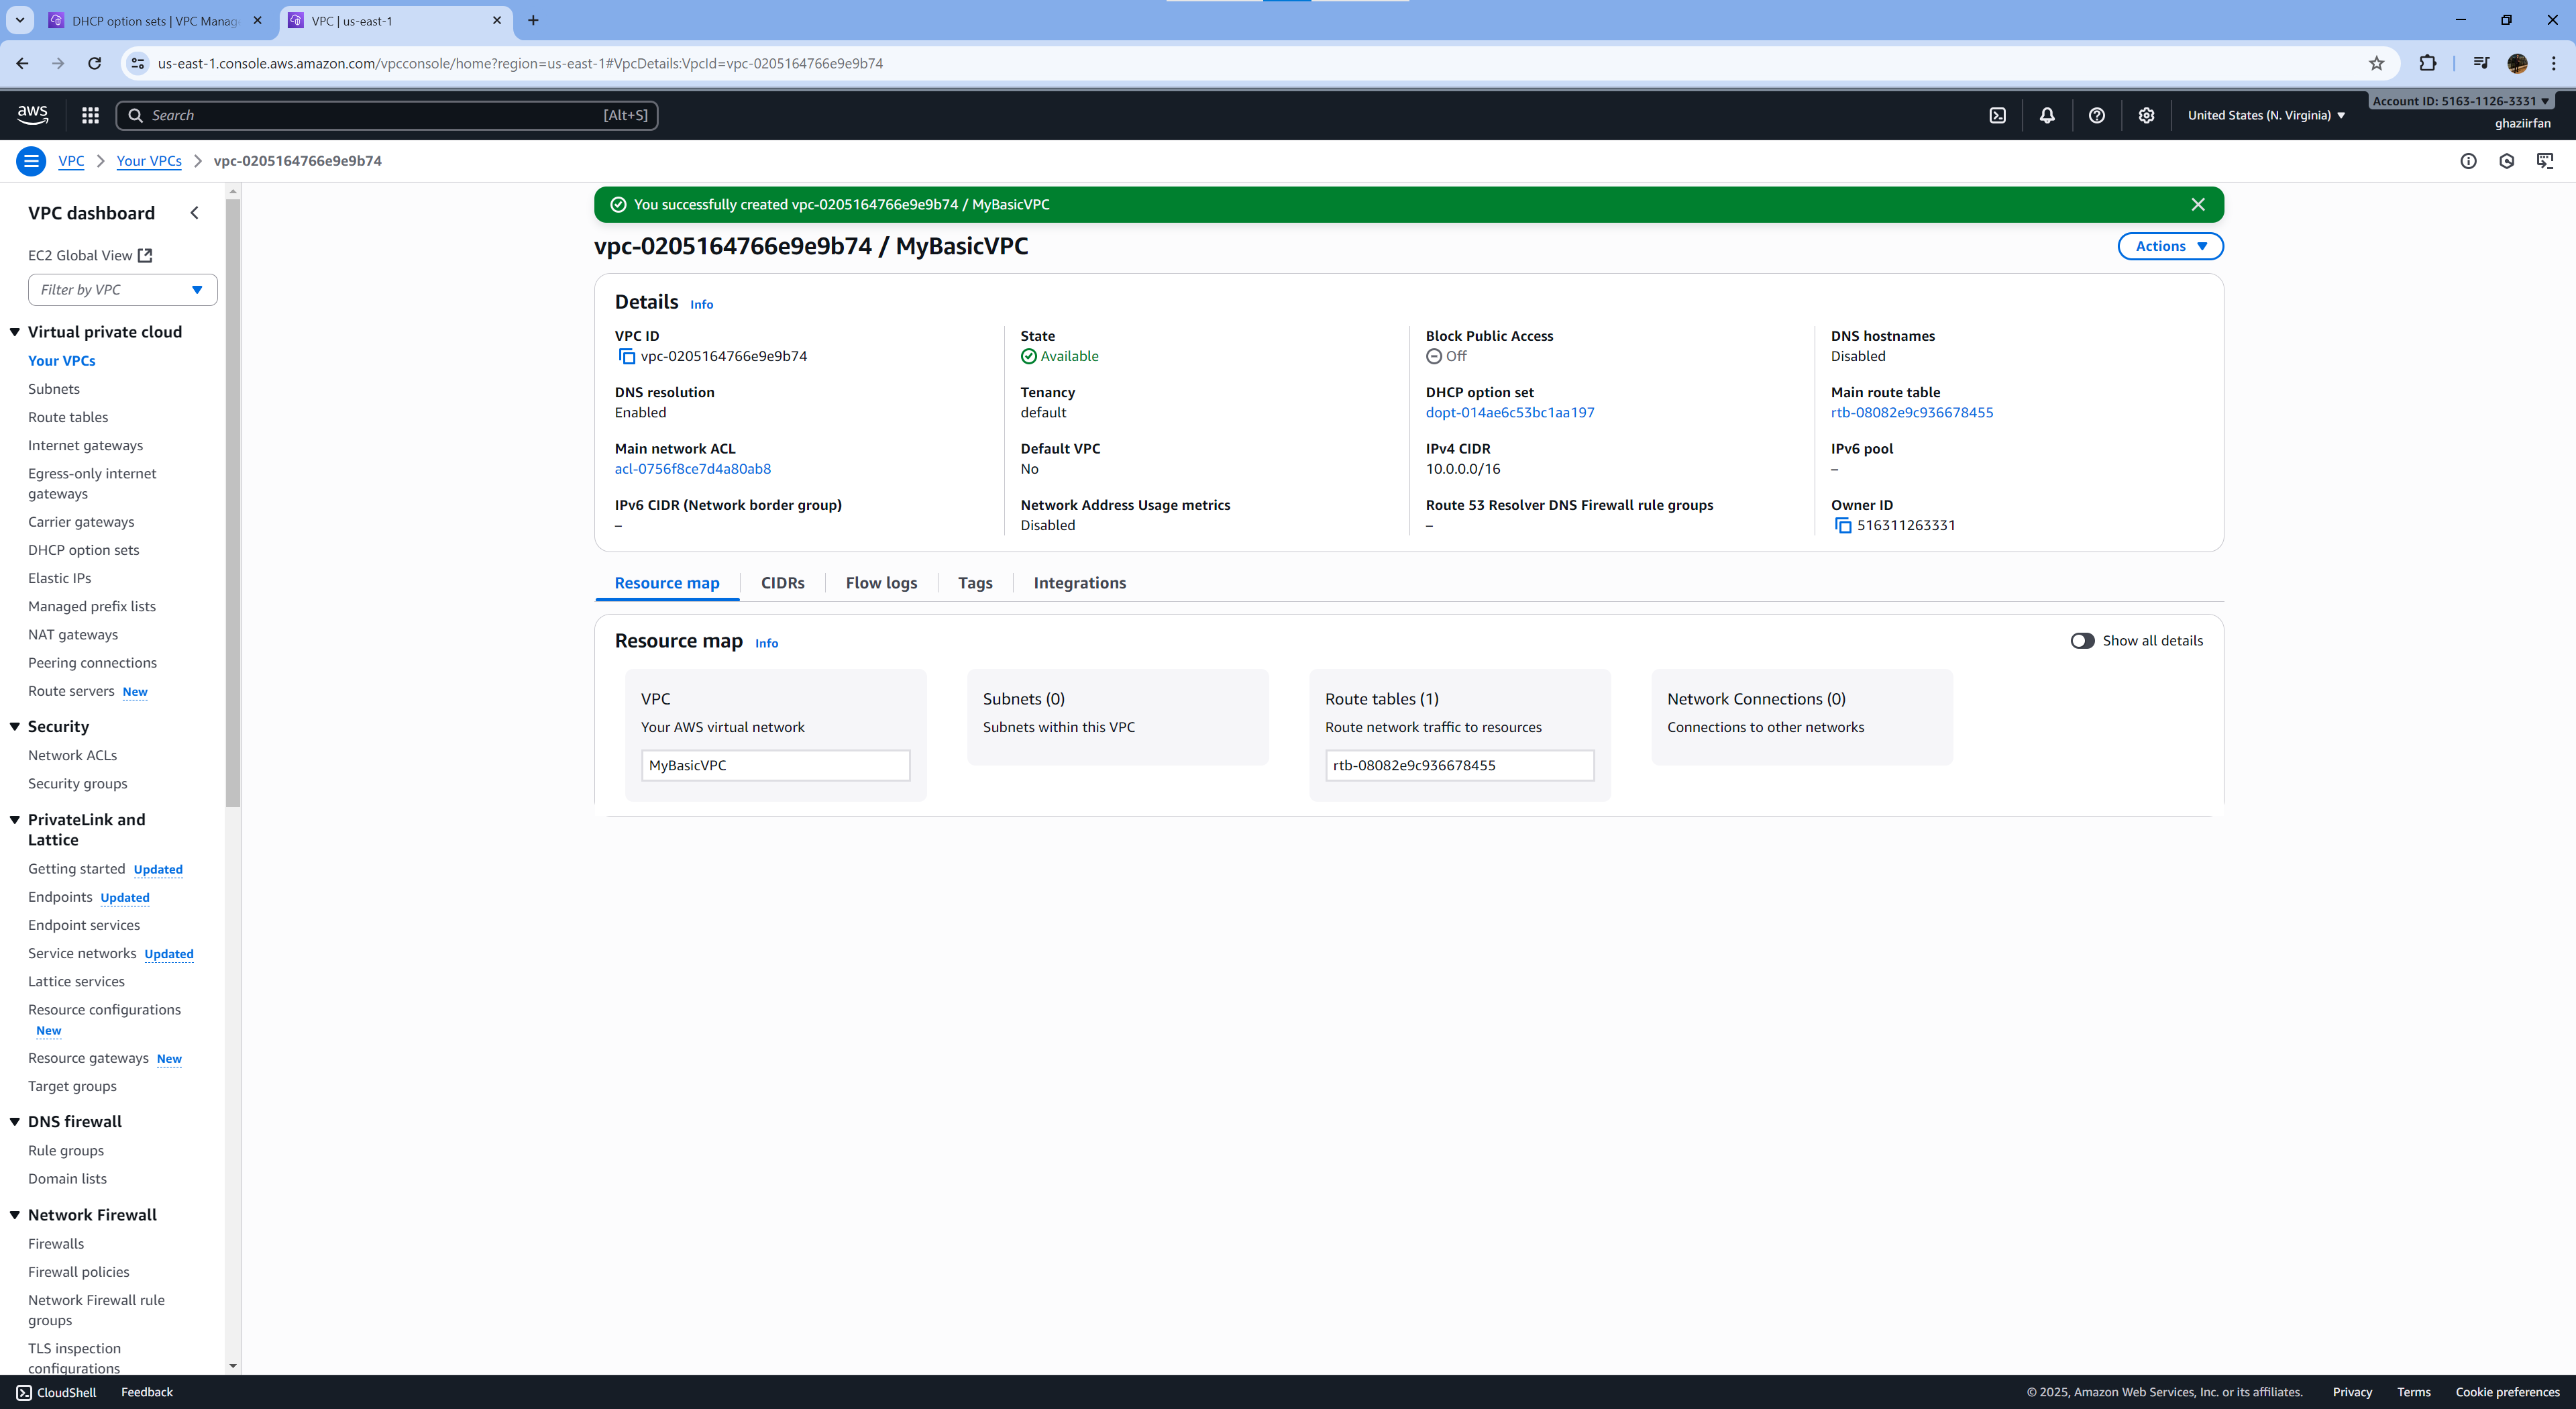 DHCP option sets | VPC Manag
VPC | us-east-1
us-east-1.console.aws.amazon.com/vpcconsole/home?region=us-east-1#VpcDetails:VpcId=vpc-0205164766e9e9b74
aws
Search
[Alt+S]
United States (N. Virginia)
Account ID: 5163-1126-3331
ghaziirfan
VPC
Your VPCs
vpc-0205164766e9e9b74
VPC dashboard
EC2 Global View
Filter by VPC
Virtual private cloud
Your VPCs
Subnets
Route tables
Internet gateways
Egress-only internet
gateways
Carrier gateways
DHCP option sets
Elastic IPs
Managed prefix lists
NAT gateways
Peering connections
Route servers New
Security
Network ACLs
Security groups
PrivateLink and
Lattice
Getting started Updated
Endpoints Updated
Endpoint services
Service networks Updated
Lattice services
Resource configurations
New
Resource gateways New
Target groups
DNS firewall
Rule groups
Domain lists
Network Firewall
Firewalls
Firewall policies
Network Firewall rule
groups
TLS inspection
configurations
You successfully created vpc-0205164766e9e9b74 / MyBasicVPC
vpc-0205164766e9e9b74 / MyBasicVPC
Actions
Details Info
VPC ID
vpc-0205164766e9e9b74
State
Available
Block Public Access
Off
DNS hostnames
Disabled
DNS resolution
Enabled
Tenancy
default
DHCP option set
dopt-014ae6c53bc1aa197
Main route table
rtb-08082e9c936678455
Main network ACL
acl-0756f8ce7d4a80ab8
Default VPC
No
IPv4 CIDR
10.0.0.0/16
IPv6 pool
–
IPv6 CIDR (Network border group)
–
Network Address Usage metrics
Disabled
Route 53 Resolver DNS Firewall rule groups
–
Owner ID
516311263331
Resource map
CIDRs
Flow logs
Tags
Integrations
Resource map Info
Show all details
VPC
Your AWS virtual network
MyBasicVPC
Subnets (0)
Subnets within this VPC
Route tables (1)
Route network traffic to resources
rtb-08082e9c936678455
Network Connections (0)
Connections to other networks
CloudShell
Feedback
© 2025, Amazon Web Services, Inc. or its affiliates.
Privacy
Terms
Cookie preferences